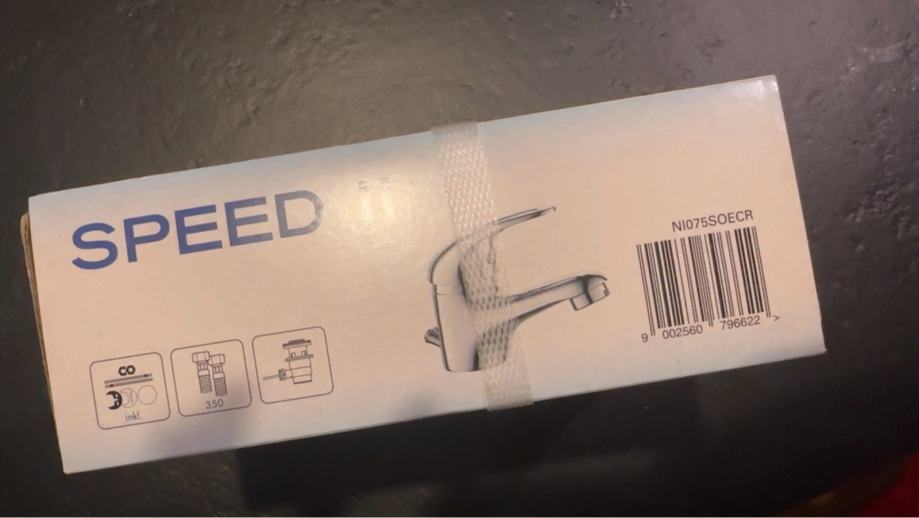 SPEED
NI075SOECR
9 002560 796622 >
CO
inkl.
350